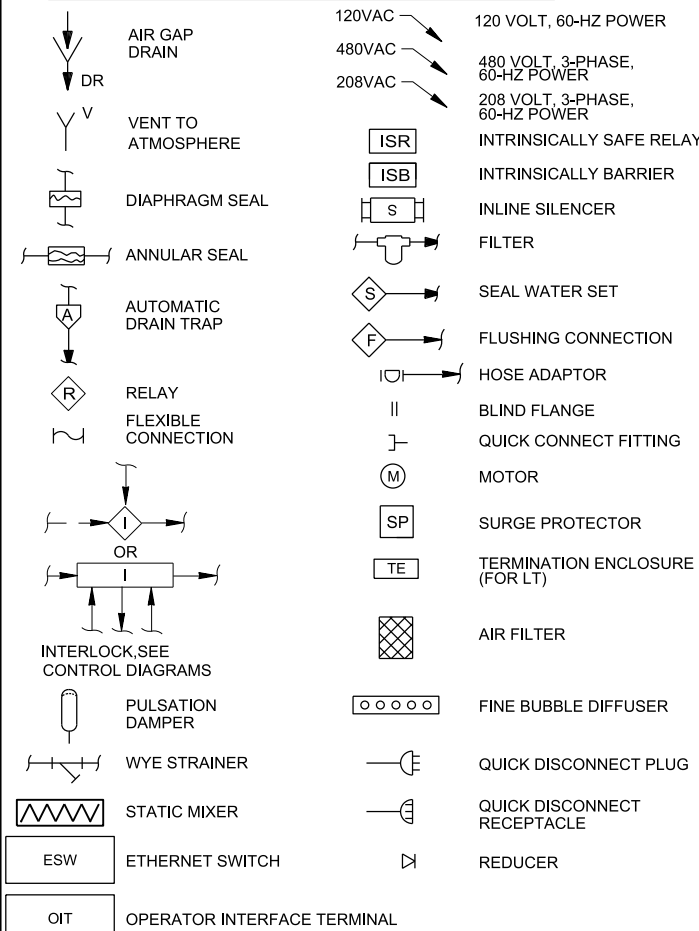 AIR GAP
DRAIN
DR
V
VENT TO
ATMOSPHERE
DIAPHRAGM SEAL
ANNULAR SEAL
A
AUTOMATIC
DRAIN TRAP
R
RELAY
FLEXIBLE
CONNECTION
I
OR
I
INTERLOCK,SEE
CONTROL DIAGRAMS
PULSATION
DAMPER
WYE STRAINER
STATIC MIXER
ESW
ETHERNET SWITCH
OIT
OPERATOR INTERFACE TERMINAL
120VAC
120 VOLT, 60-HZ POWER
480VAC
480 VOLT, 3-PHASE,
60-HZ POWER
208VAC
208 VOLT, 3-PHASE,
60-HZ POWER
ISR
INTRINSICALLY SAFE RELAY
ISB
INTRINSICALLY BARRIER
S
INLINE SILENCER
FILTER
S
SEAL WATER SET
F
FLUSHING CONNECTION
HOSE ADAPTOR
BLIND FLANGE
QUICK CONNECT FITTING
M
MOTOR
SP
SURGE PROTECTOR
TE
TERMINATION ENCLOSURE
(FOR LT)
AIR FILTER
FINE BUBBLE DIFFUSER
QUICK DISCONNECT PLUG
QUICK DISCONNECT
RECEPTACLE
REDUCER